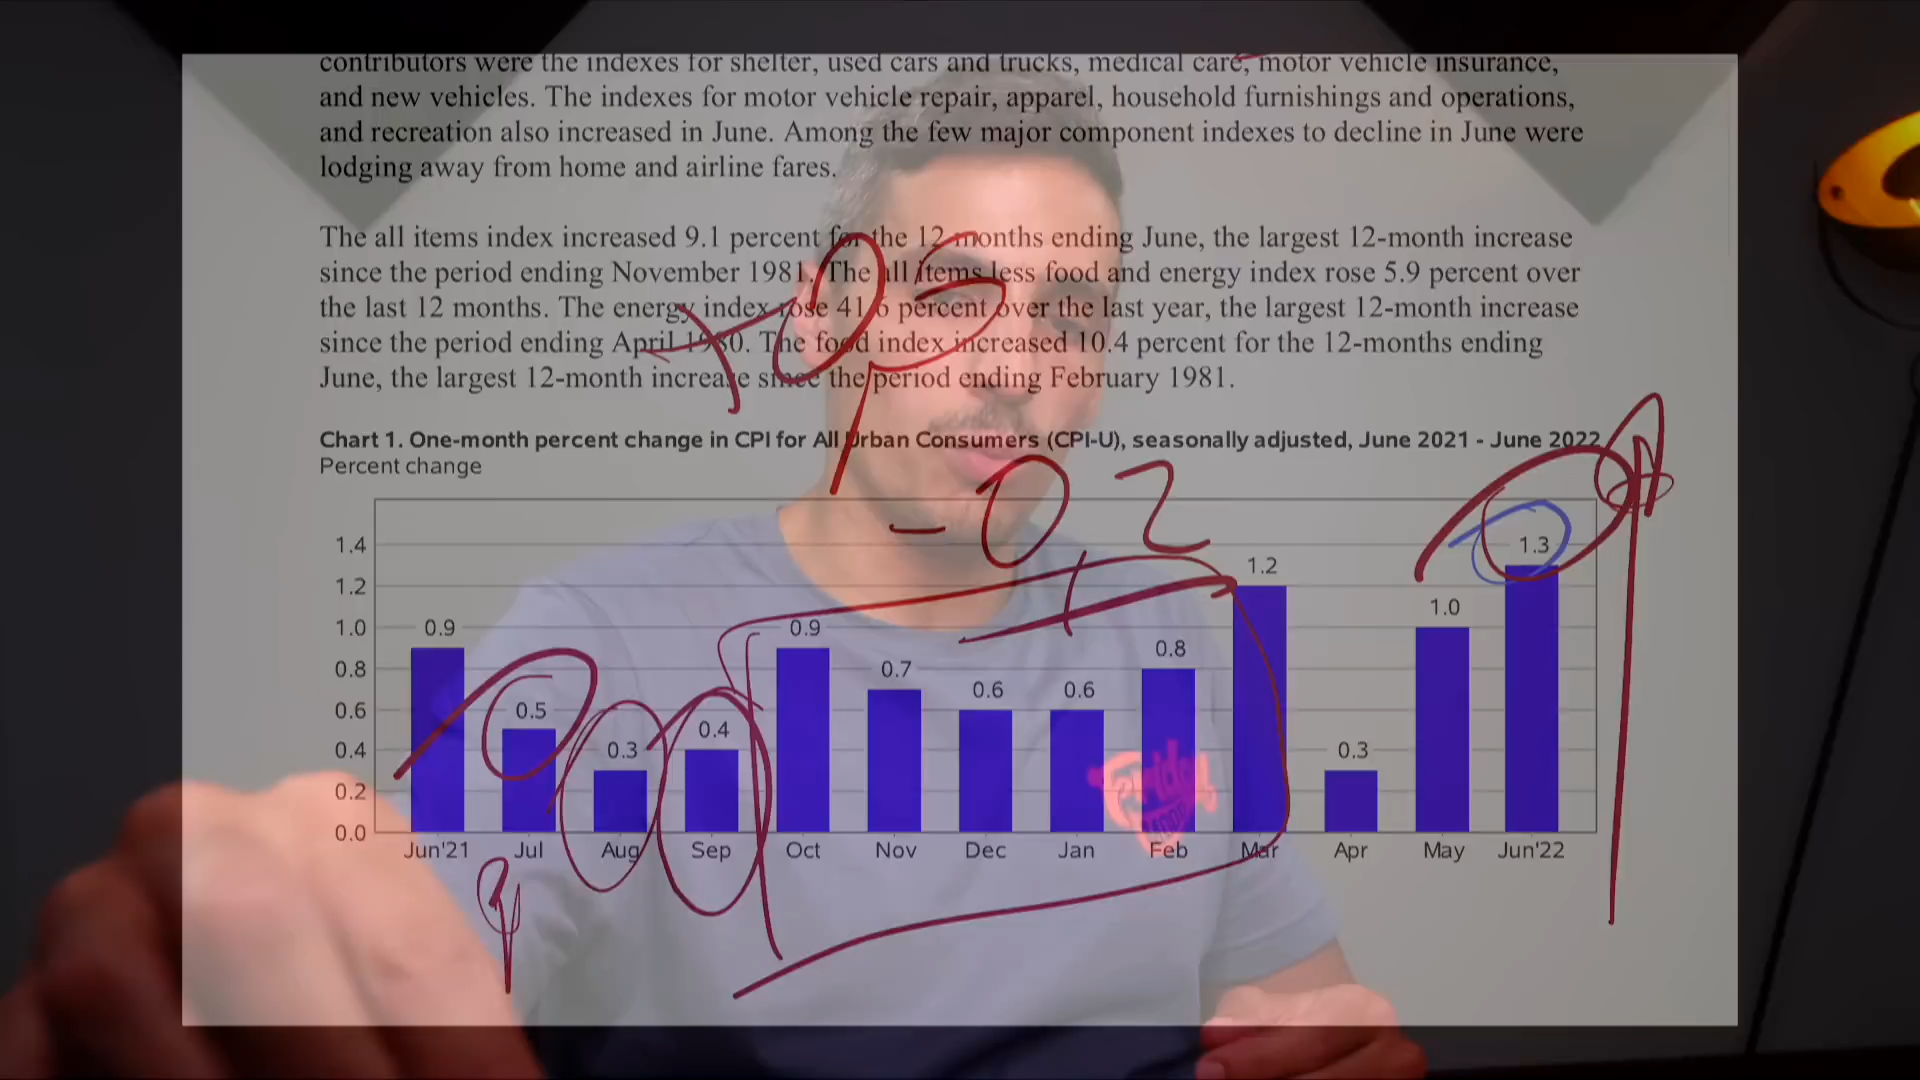 contributors were the indexes for shelter, used cars and trucks, medical care, motor vehicle insurance,
and new vehicles. The indexes for motor vehicle repair, apparel, household furnishings and operations,
and recreation also increased in June. Among the few major component indexes to decline in June were
lodging away from home and airline fares.
The all items index increased 9.1 percent for the 12 months ending June, the largest 12-month increase
since the period ending November 1981. The all items less food and energy index rose 5.9 percent over
the last 12 months. The energy index rose 41.6 percent over the last year, the largest 12-month increase
since the period ending April 1980. The food index increased 10.4 percent for the 12-months ending
June, the largest 12-month increase since the period ending February 1981.
+0,5
Chart 1. One-month percent change in CPI for All Urban Consumers (CPI-U), seasonally adjusted, June 2021 - June 2022
Percent change
-0,2
1.4
1.2
1.0
0.8
0.6
0.4
0.2
0.0
0.9 0.5 0.3 0.4 0.9 0.7 0.6 0.6 0.8 1.2 0.3 1.0 1.3
Jun'21 Jul Aug Sep Oct Nov Dec Jan Feb Mar Apr May Jun'22
Friday